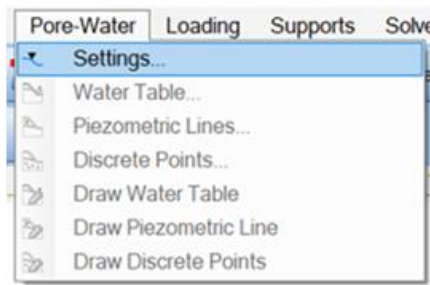 Pore-Water Loading Supports Solve
Settings...
Water Table...
Piezometric Lines...
Discrete Points...
Draw Water Table
Draw Piezometric Line
Draw Discrete Points